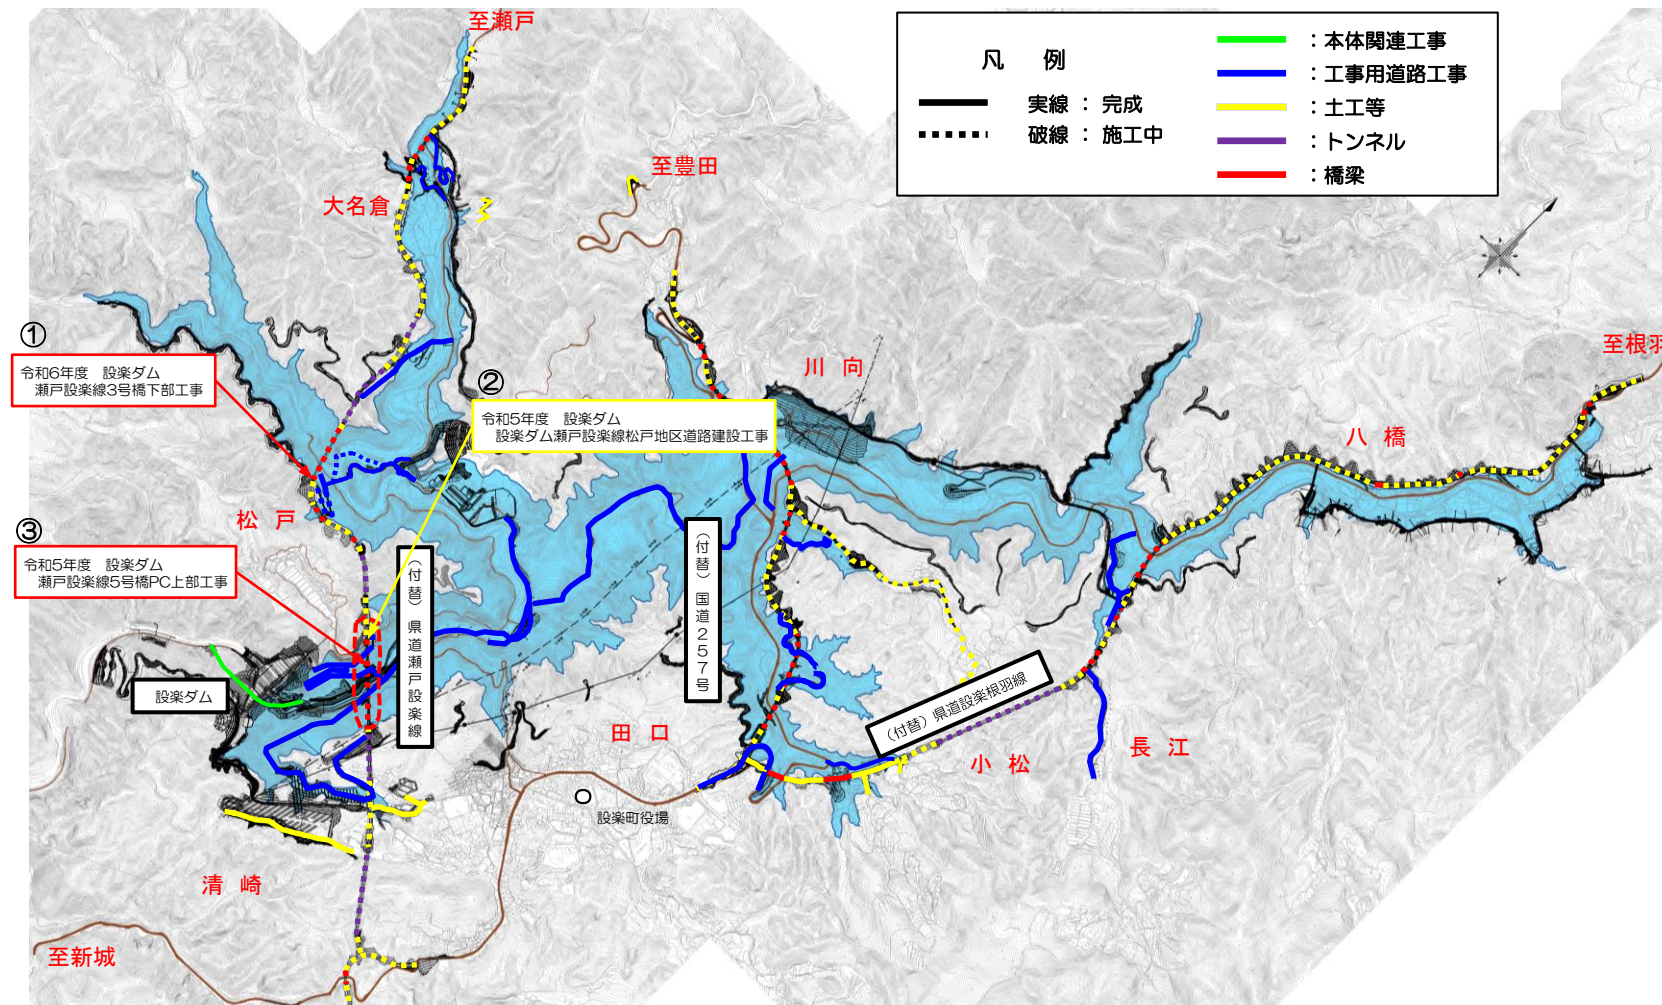 至瀬戸
凡 例
実線 ： 完成
破線 ： 施工中
：本体関連工事
：工事用道路工事
：土工等
：トンネル
：橋梁
至豊田
大名倉
①
令和6年度 設楽ダム
瀬戸設楽線3号橋下部工事
②
令和5年度 設楽ダム
設楽ダム瀬戸設楽線松戸地区道路建設工事
川 向
至根羽
八 橋
松 戸
③
令和5年度 設楽ダム
瀬戸設楽線5号橋PC上部工事
（付替）県道瀬戸設楽線
（付替）国道257号
設楽ダム
（付替）県道設楽根羽線
田 口
小 松
長 江
設楽町役場
清 崎
至新城